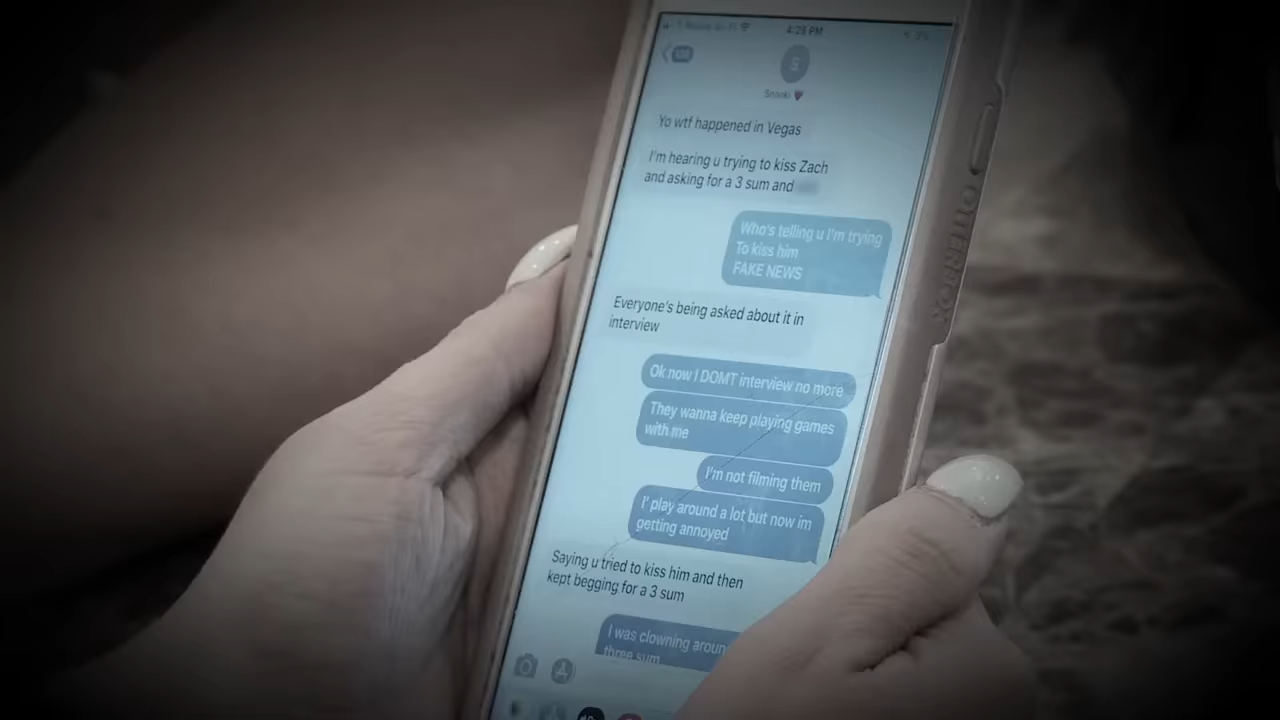 4:25 PM
S
Snooki
Yo wtf happened in Vegas
I'm hearing u trying to kiss Zach
and asking for a 3 sum and
Who's telling u I'm trying
To kiss him
FAKE NEWS
Everyone's being asked about it in
interview
Ok now I DOMT interview no more
They wanna keep playing games
with me
I'm not filming them
I' play around a lot but now im
getting annoyed
Saying u tried to kiss him and then
kept begging for a 3 sum
I was clowning aroun
three sum
OTTERBOX